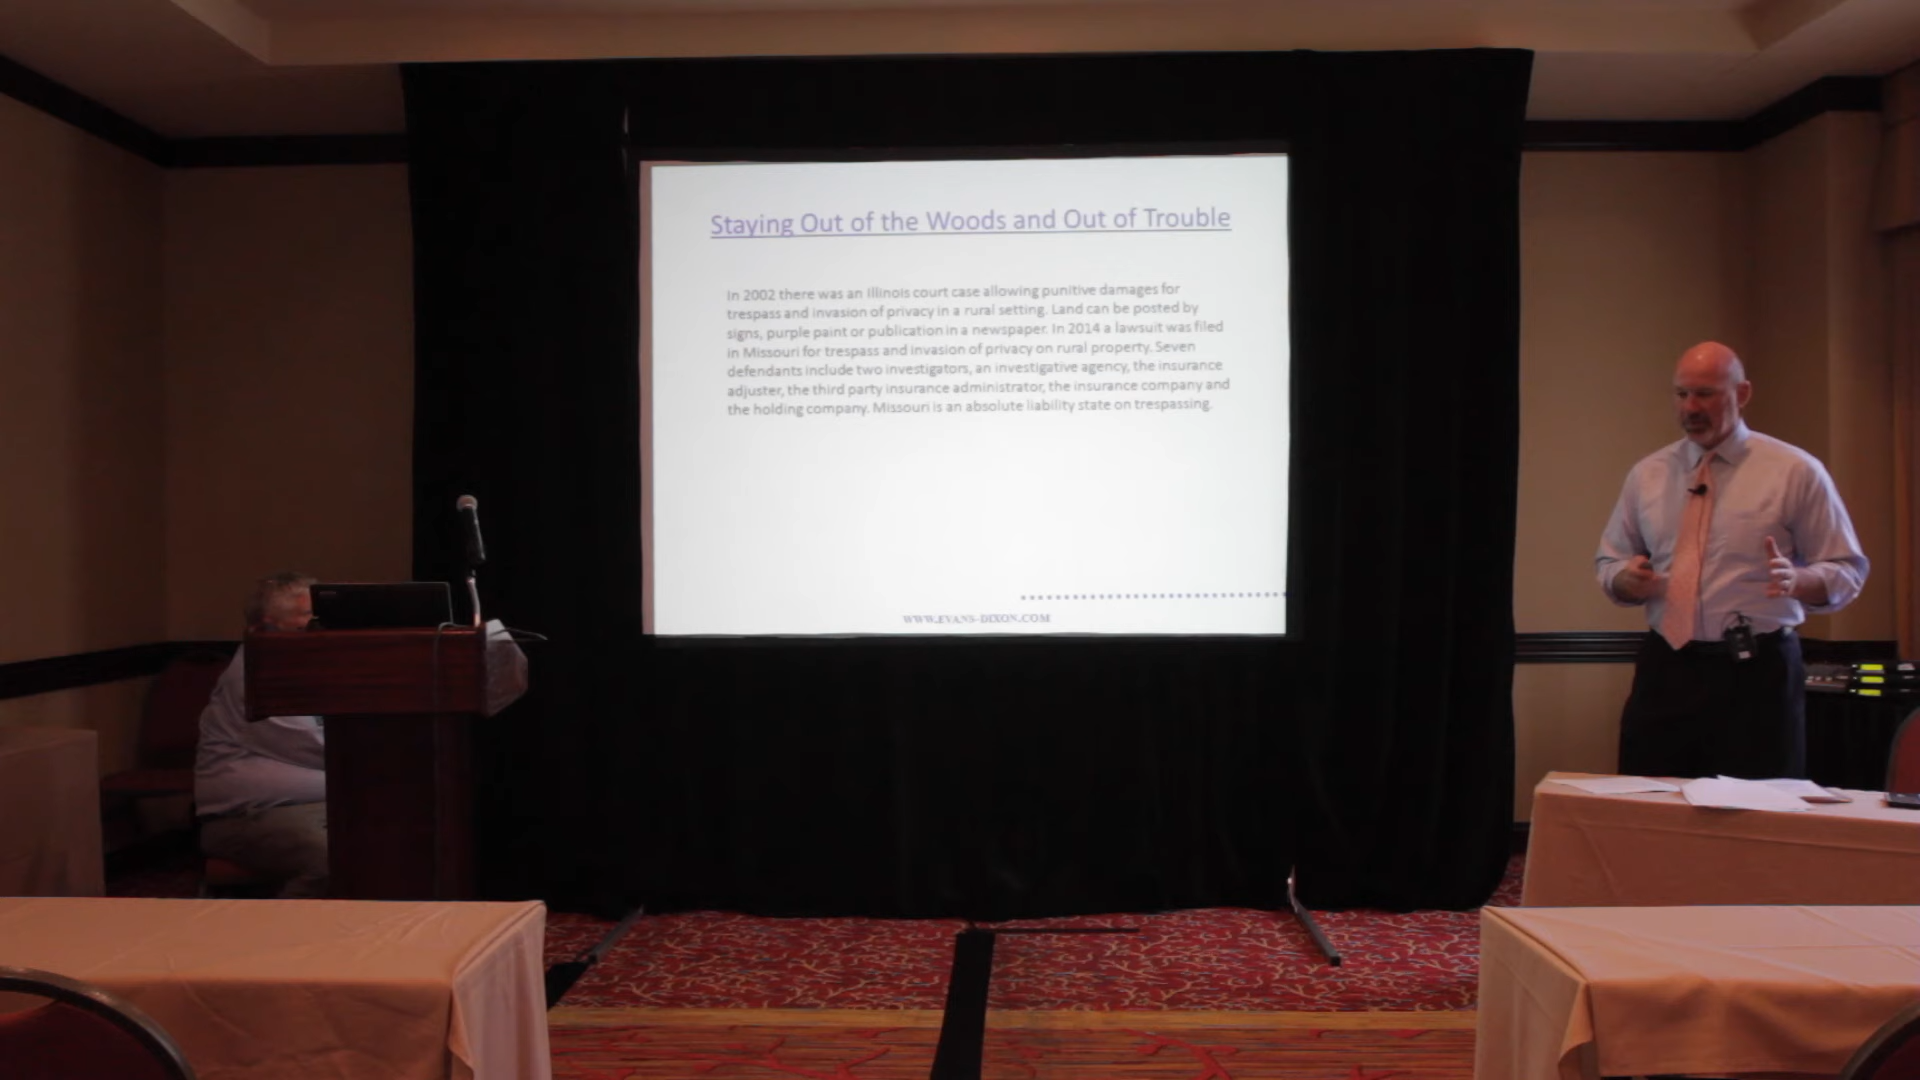 Staying Out of the Woods and Out of Trouble
In 2002 there was an Illinois court case allowing punitive damages for
trespass and invasion of privacy in a rural setting. Land can be posted by
signs, purple paint or publication in a newspaper. In 2014 a lawsuit was filed
in Missouri for trespass and invasion of privacy on rural property. Seven
defendants include two investigators, an investigative agency, the insurance
adjuster, the third party insurance administrator, the insurance company and
the holding company. Missouri is an absolute liability state on trespassing.
WWW.EVANS-DIXON.COM